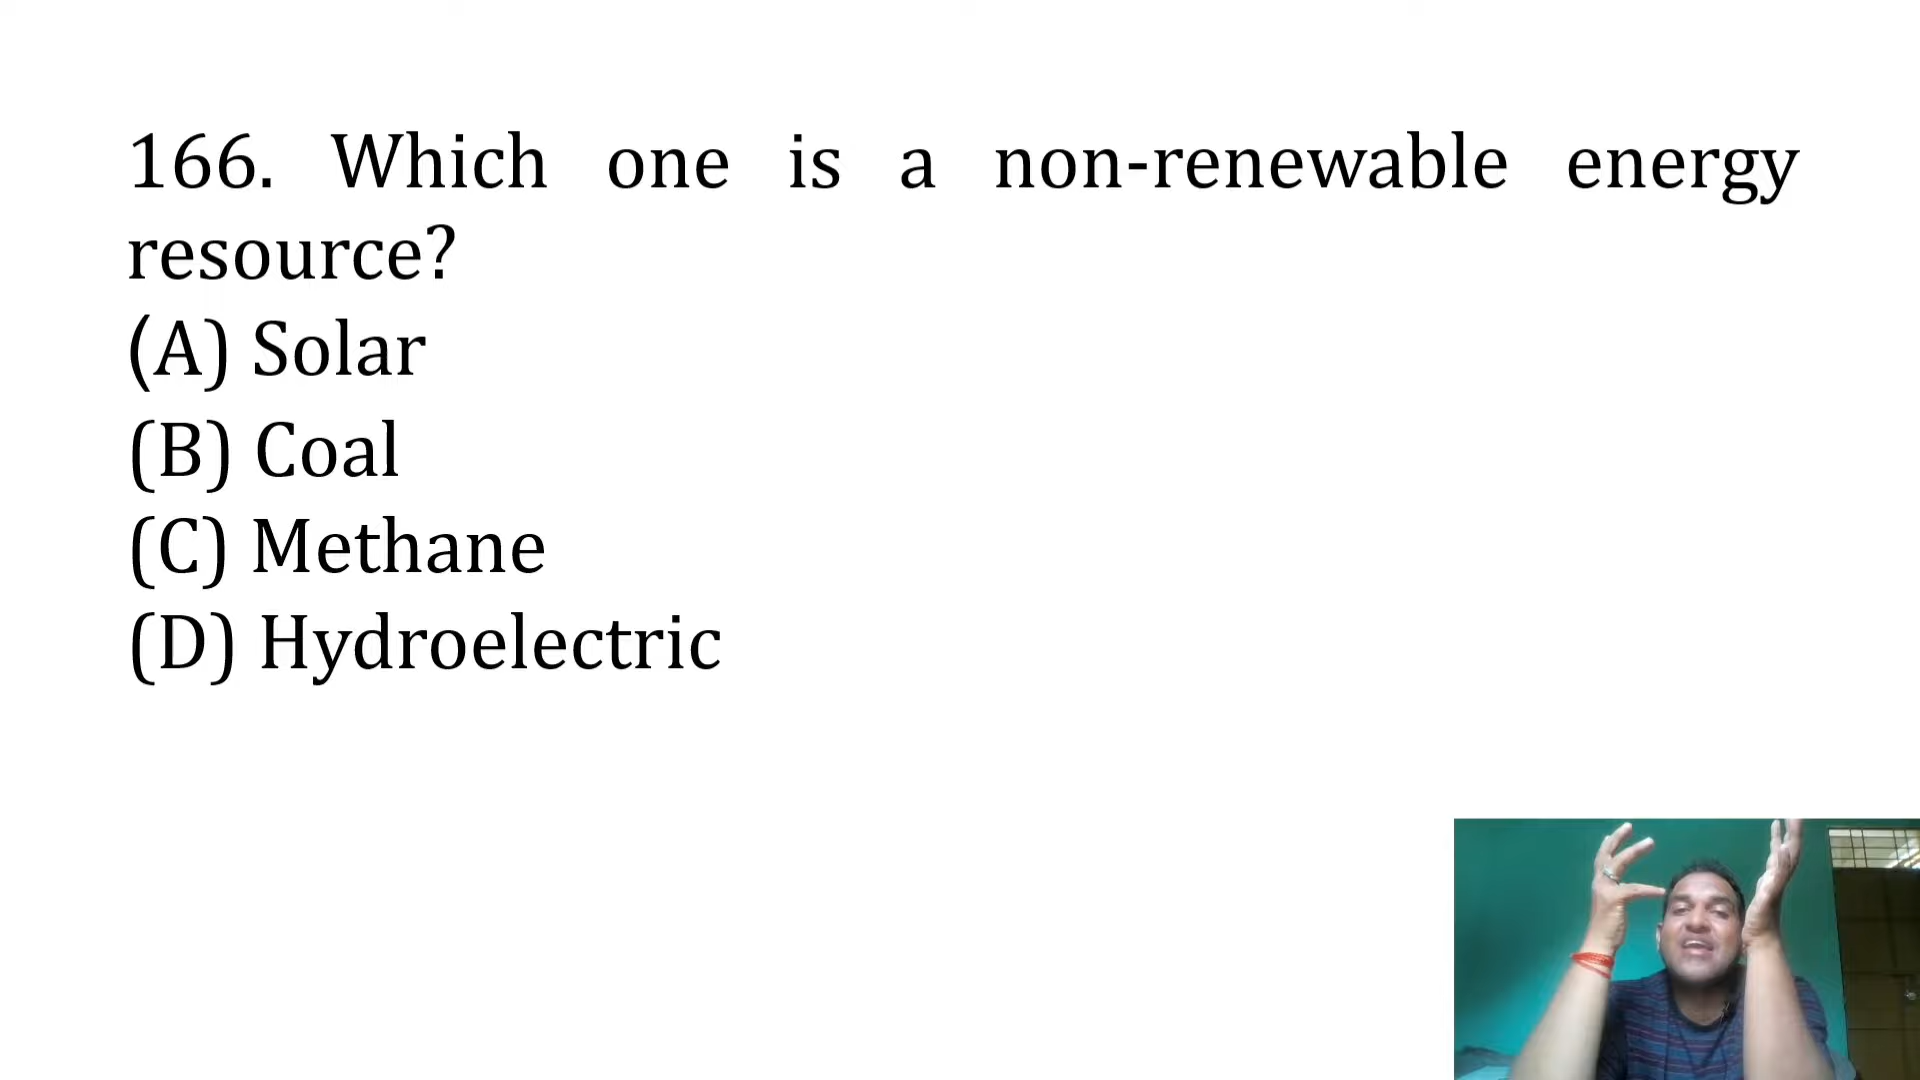 166. Which one is a non-renewable energy
resource?
(A) Solar
(B) Coal
(C) Methane
(D) Hydroelectric